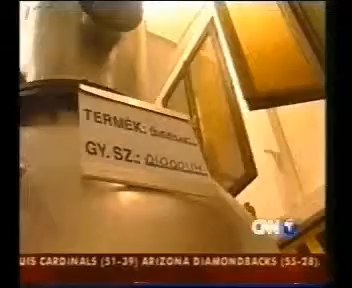 TERMÉK:
GY. SZ.:
CNN
UIS CARDINALS (51-39) ARIZONA DIAMONDBACKS (55-28).